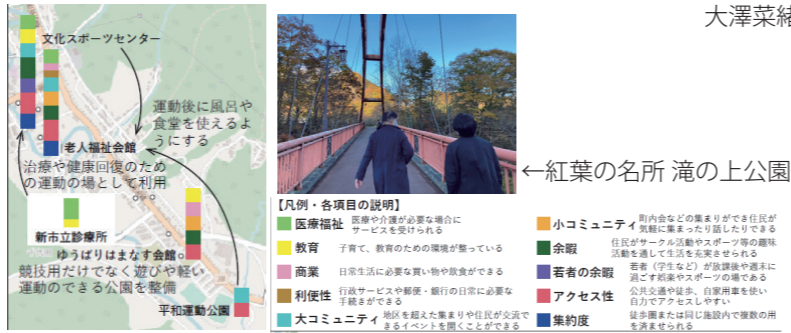 大澤菜緒
文化スポーツセンター
運動後に風呂や
食堂を使えるよ
うにする
老人福祉会館
治療や健康回復のため
の運動の場として利用
新市立診療所
ゆうばりはまなす会館
競技用だけでなく遊びや軽い
運動のできる公園を整備
平和運動公園
←紅葉の名所 滝の上公園
【凡例・各項目の説明】
医療福祉 医療や介護が必要な場合に
サービスを受けられる
教育 子育て、教育のための環境が整っている
商業 日常生活に必要な買い物や飲食ができる
利便性 行政サービスや郵便・銀行の日常に必要な
手続きができる
大コミュニティ 地区を超えた集まりや住民が交流で
きるイベントを開くことができる
小コミュニティ 町内会などの集まりができ住民が
気軽に集まったり話したりできる
余暇 住民がサークル活動やスポーツ等の趣味
活動を通して生活を充実させられる
若者の余暇 若者（学生など）が放課後や週末に
過ごす娯楽やスポーツの場である
アクセス性 公共交通や徒歩、自家用車を使い
自力でアクセスしやすい
集約度 徒歩圏または同じ施設内で複数の用
を済ませられる